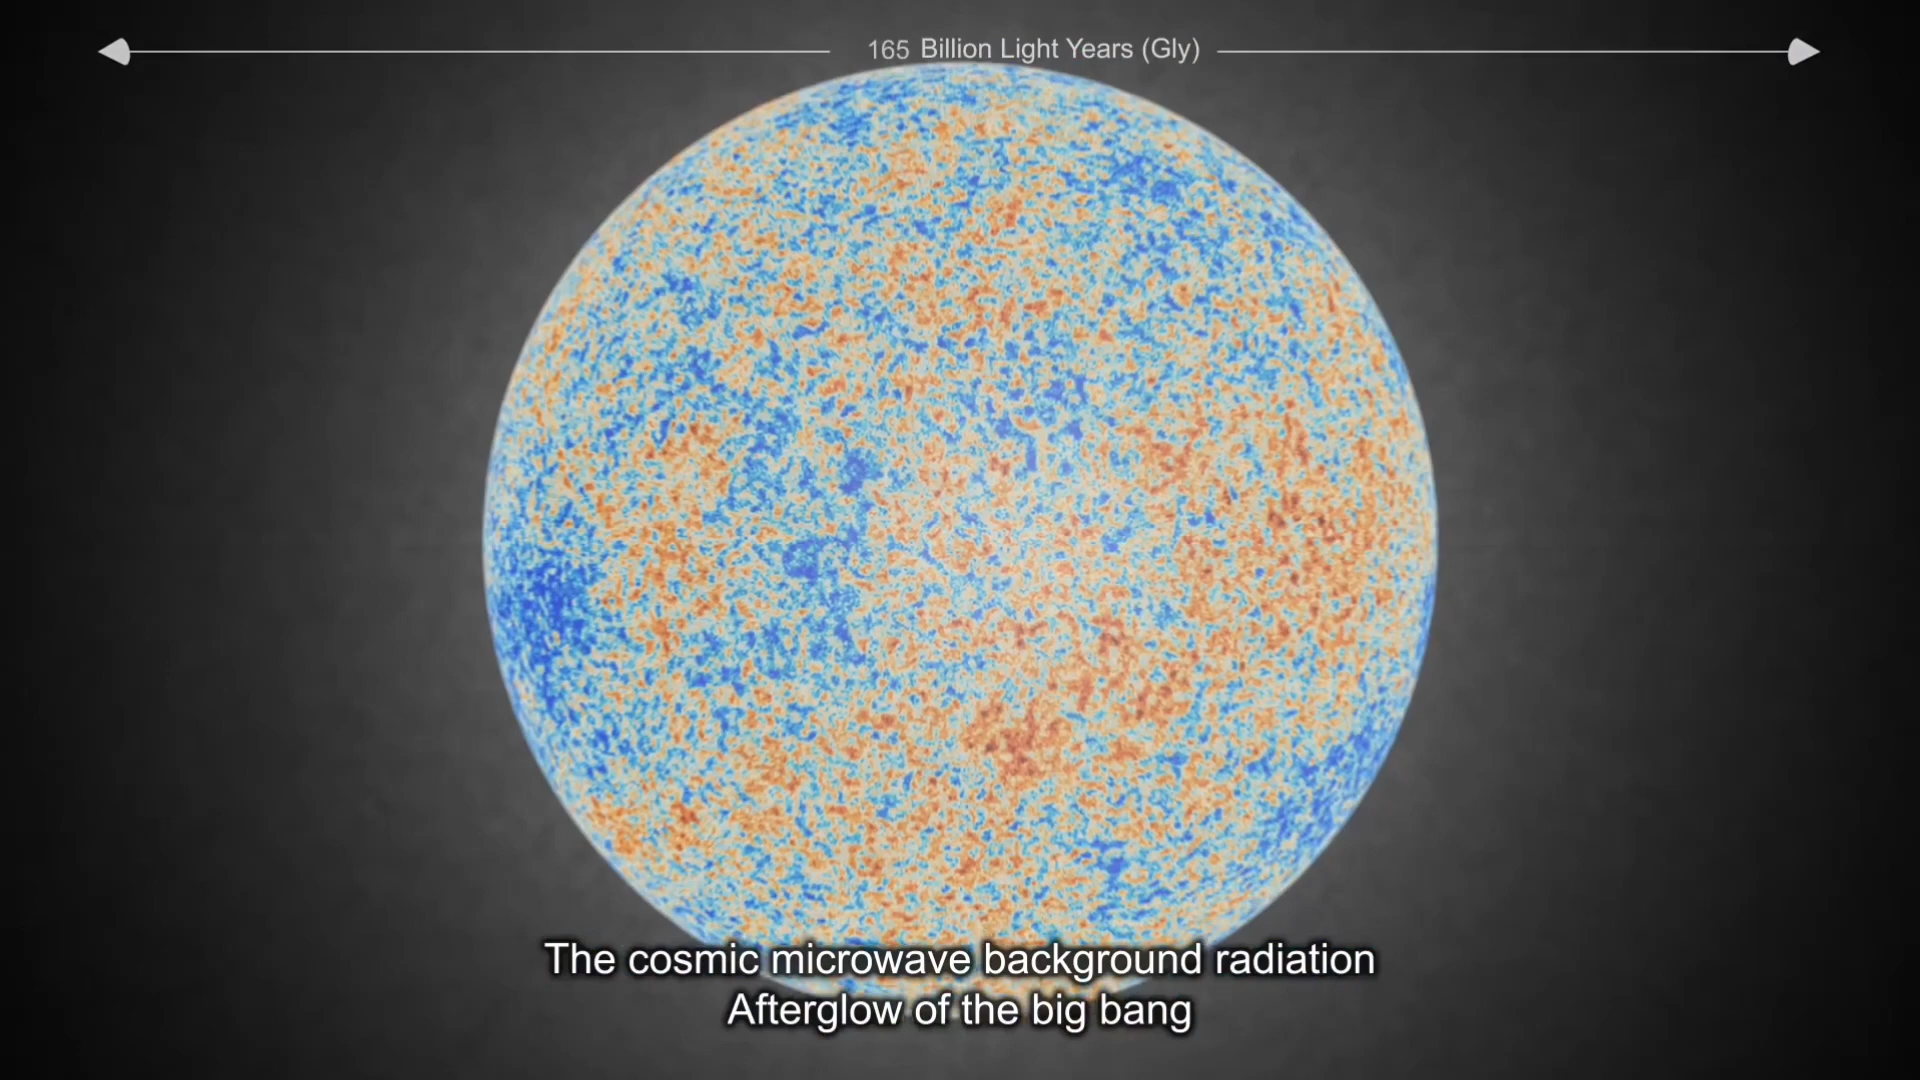 165 Billion Light Years (Gly)
The cosmic microwave background radiation
Afterglow of the big bang